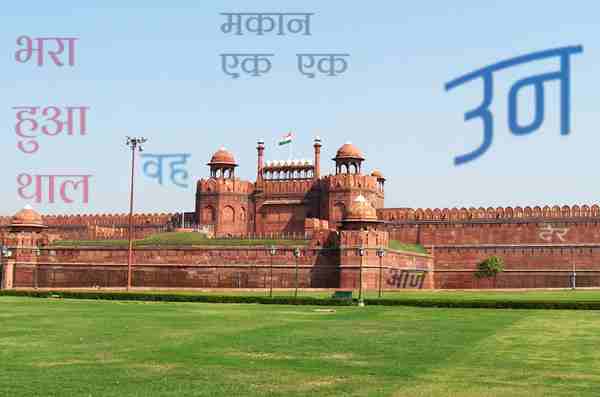 मकान
एक एक
भरा
हुआ
थाल
वह
उन
देर
आज